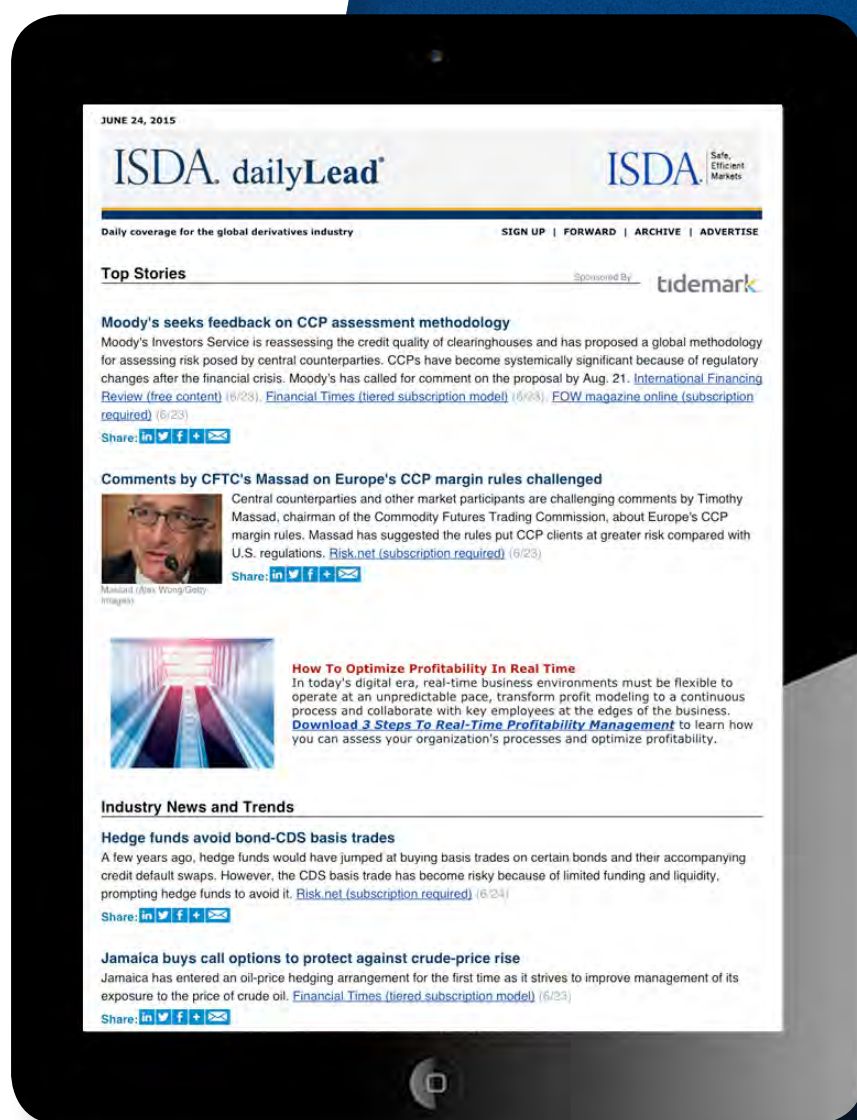 JUNE 24, 2015
ISDA. dailyLead®
ISDA. Safe,
Efficient
Markets
Daily coverage for the global derivatives industry
SIGN UP | FORWARD | ARCHIVE | ADVERTISE
Top Stories
Sponsored By
tidemark
Moody's seeks feedback on CCP assessment methodology
Moody's Investors Service is reassessing the credit quality of clearinghouses and has proposed a global methodology
for assessing risk posed by central counterparties. CCPs have become systemically significant because of regulatory
changes after the financial crisis. Moody's has called for comment on the proposal by Aug. 21. International Financing
Review (free content) (6/23), Financial Times (tiered subscription model) (6/23), FOW magazine online (subscription
required) (6/23)
Share:
Comments by CFTC's Massad on Europe's CCP margin rules challenged
Central counterparties and other market participants are challenging comments by Timothy
Massad, chairman of the Commodity Futures Trading Commission, about Europe's CCP
margin rules. Massad has suggested the rules put CCP clients at greater risk compared with
U.S. regulations. Risk.net (subscription required) (6/23)
Share:
Massad (Alex Wong/Getty
Images)
How To Optimize Profitability In Real Time
In today's digital era, real-time business environments must be flexible to
operate at an unpredictable pace, transform profit modeling to a continuous
process and collaborate with key employees at the edges of the business.
Download 3 Steps To Real-Time Profitability Management to learn how
you can assess your organization's processes and optimize profitability.
Industry News and Trends
Hedge funds avoid bond-CDS basis trades
A few years ago, hedge funds would have jumped at buying basis trades on certain bonds and their accompanying
credit default swaps. However, the CDS basis trade has become risky because of limited funding and liquidity,
prompting hedge funds to avoid it. Risk.net (subscription required) (6/24)
Share:
Jamaica buys call options to protect against crude-price rise
Jamaica has entered an oil-price hedging arrangement for the first time as it strives to improve management of its
exposure to the price of crude oil. Financial Times (tiered subscription model) (6/23)
Share: